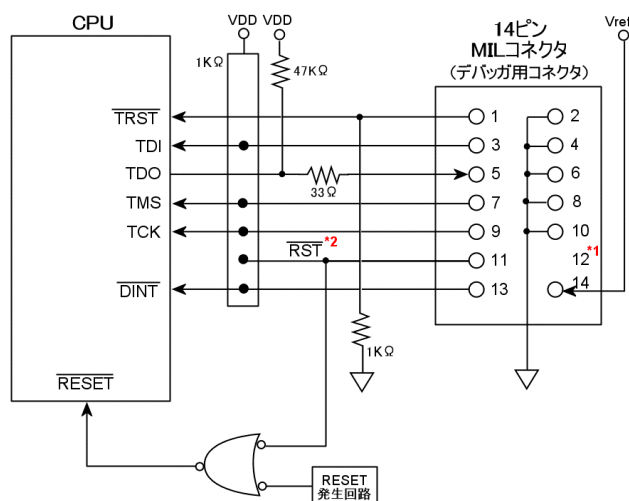 CPU
VDD
VDD
14ピン
MILコネクタ
(デバッガ用コネクタ)
Vref
1KΩ
47KΩ
TRST
1
2
TDI
3
4
TDO
33Ω
5
6
TMS
7
8
TCK
9
10
RST*2
11
12*1
DINT
13
14
1KΩ
RESET
RESET
発生回路